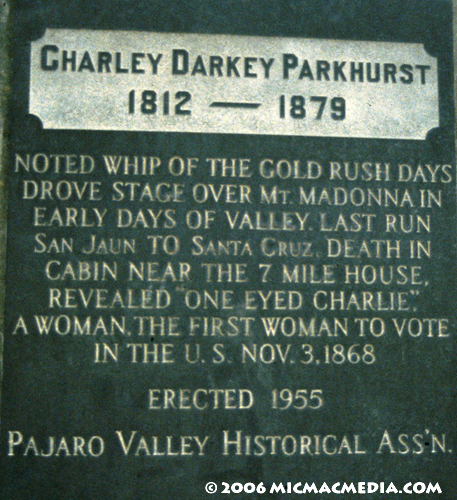 CHARLEY DARKEY PARKHURST
1812 — 1879
NOTED WHIP OF THE GOLD RUSH DAYS
DROVE STAGE OVER MT. MADONNA IN
EARLY DAYS OF VALLEY. LAST RUN
SAN JAUN TO SANTA CRUZ. DEATH IN
CABIN NEAR THE 7 MILE HOUSE,
REVEALED "ONE EYED CHARLIE",
A WOMAN. THE FIRST WOMAN TO VOTE
IN THE U. S. NOV. 3, 1868
ERECTED 1955
PAJARO VALLEY HISTORICAL ASS'N.
© 2006 MICMACMEDIA.COM